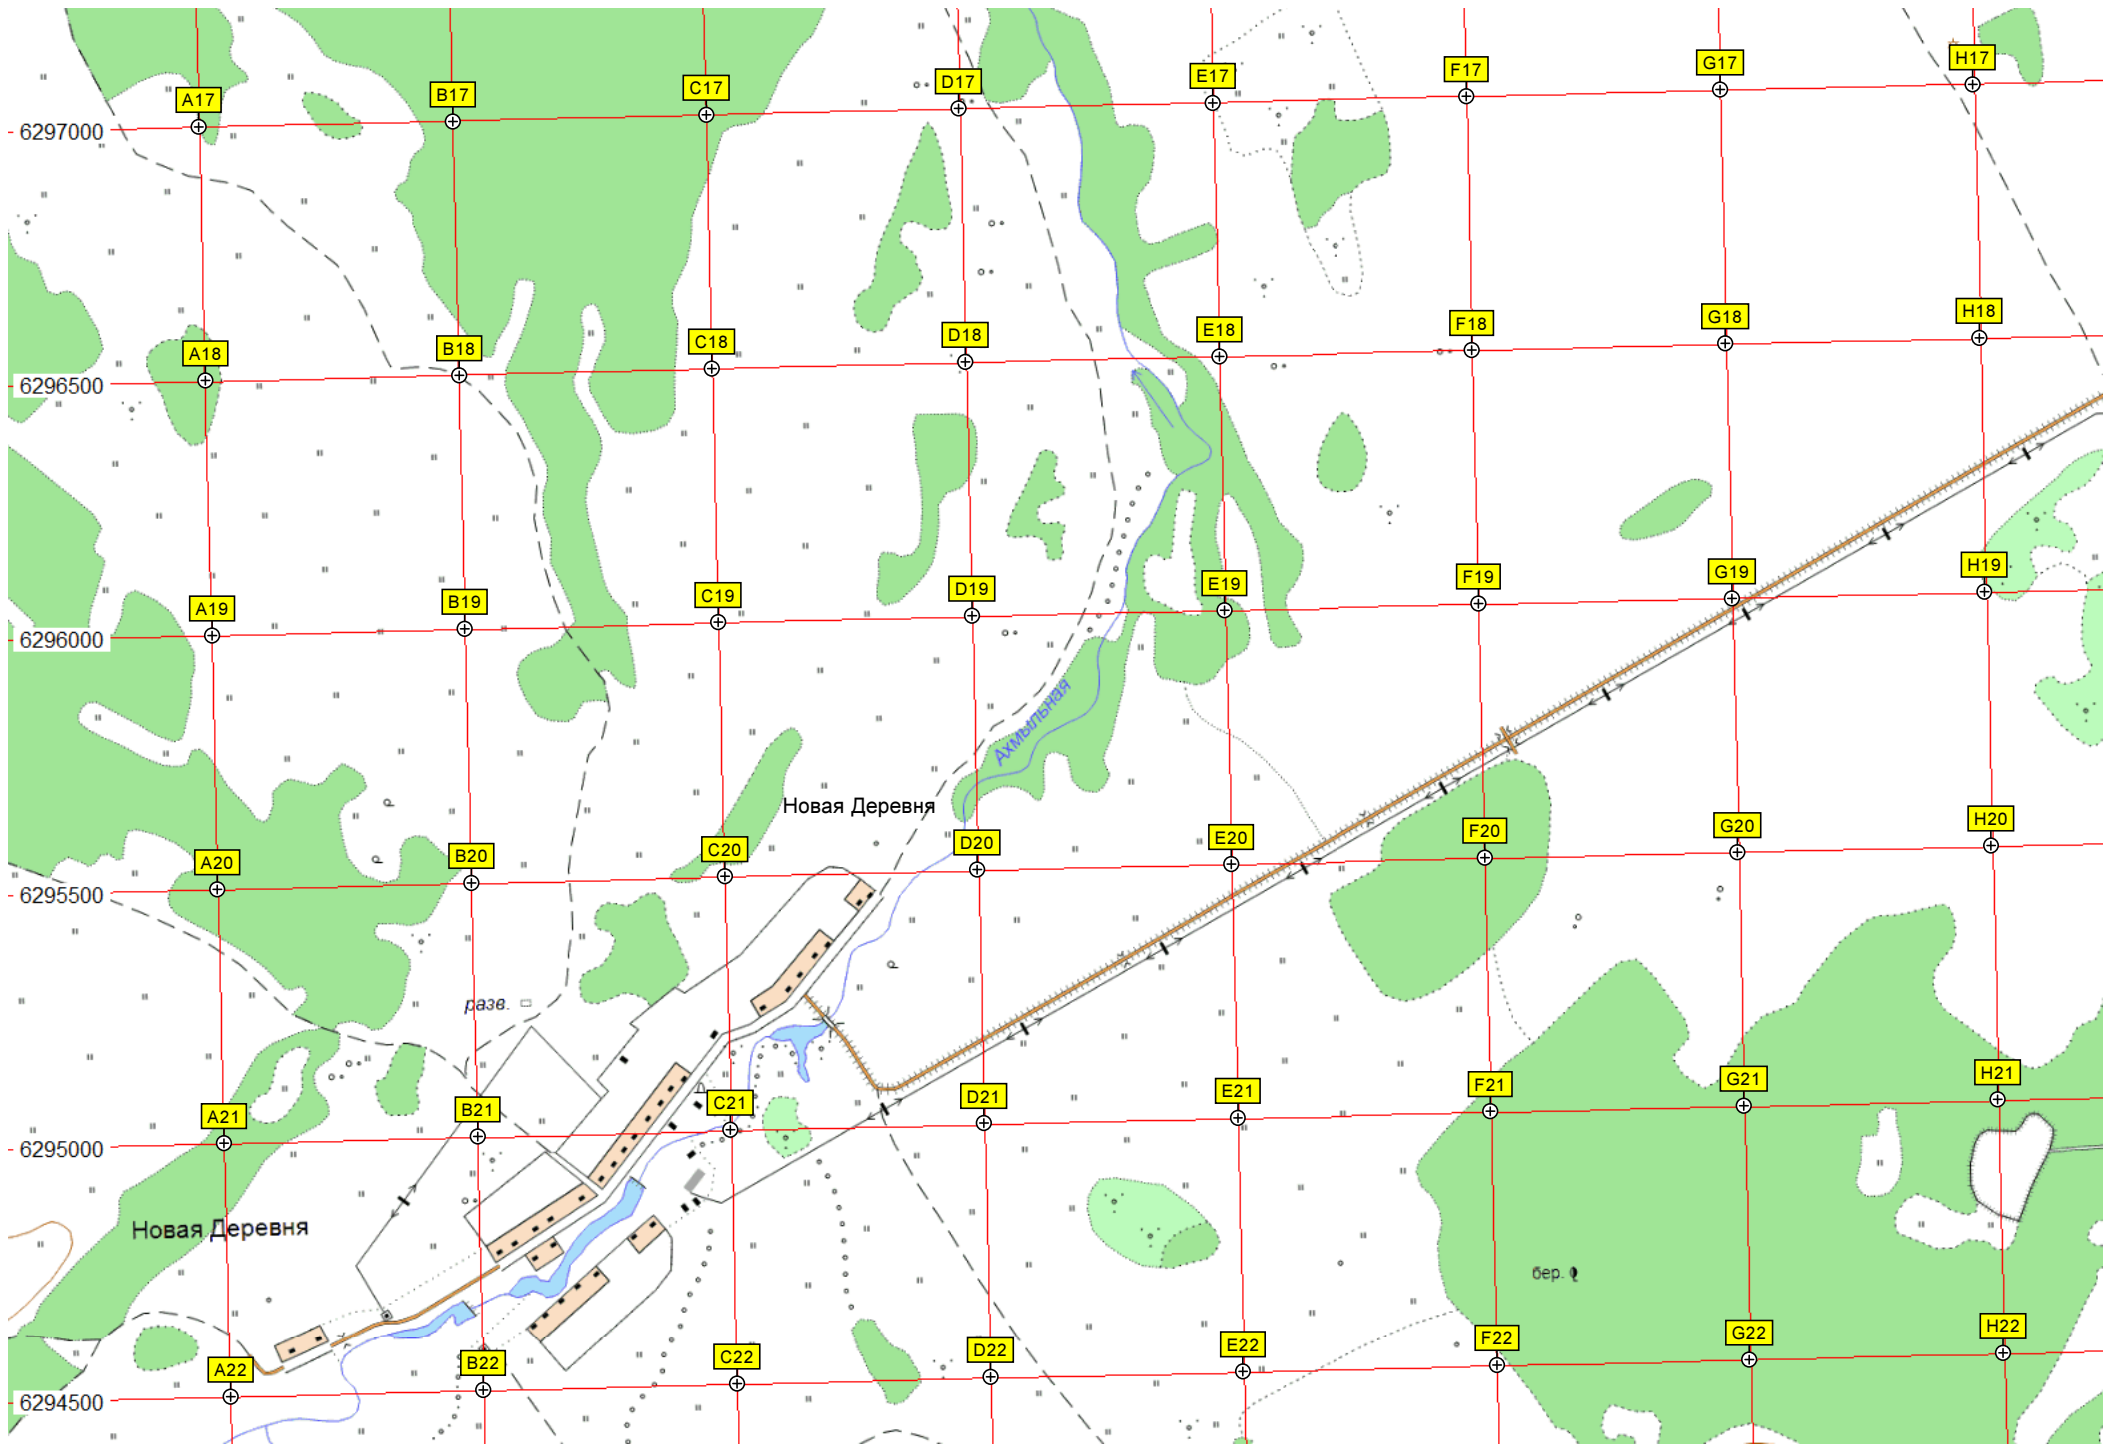 A17 B17 C17 D17 E17 F17 G17 H17
6297000
A18 B18 C18 D18 E18 F18 G18 H18
6296500
A19 B19 C19 D19 E19 F19 G19 H19
6296000
Ахмыльная
Новая Деревня
A20 B20 C20 D20 E20 F20 G20 H20
6295500
разв.
A21 B21 C21 D21 E21 F21 G21 H21
6295000
Новая Деревня
бер.
A22 B22 C22 D22 E22 F22 G22 H22
6294500